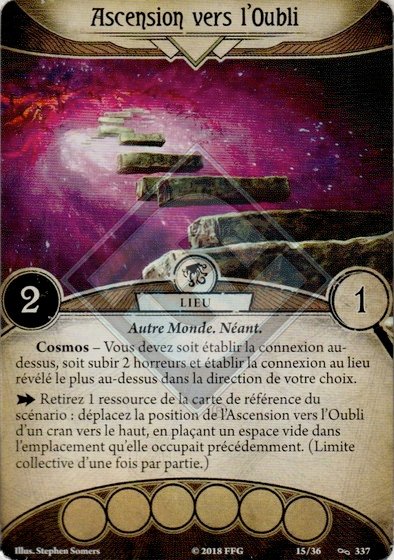 Ascension vers l'Oubli
2
LIEU
1
Autre Monde. Néant.
Cosmos – Vous devez soit établir la connexion au-
dessus, soit subir 2 horreurs et établir la connexion au lieu
révélé le plus au-dessus dans la direction de votre choix.
Retirez 1 ressource de la carte de référence du
scénario : déplacez la position de l'Ascension vers l'Oubli
d'un cran vers le haut, en plaçant un espace vide dans
l'emplacement qu'elle occupait précédemment. (Limite
collective d'une fois par partie.)
Illus. Stephen Somers © 2018 FFG 15/36 337